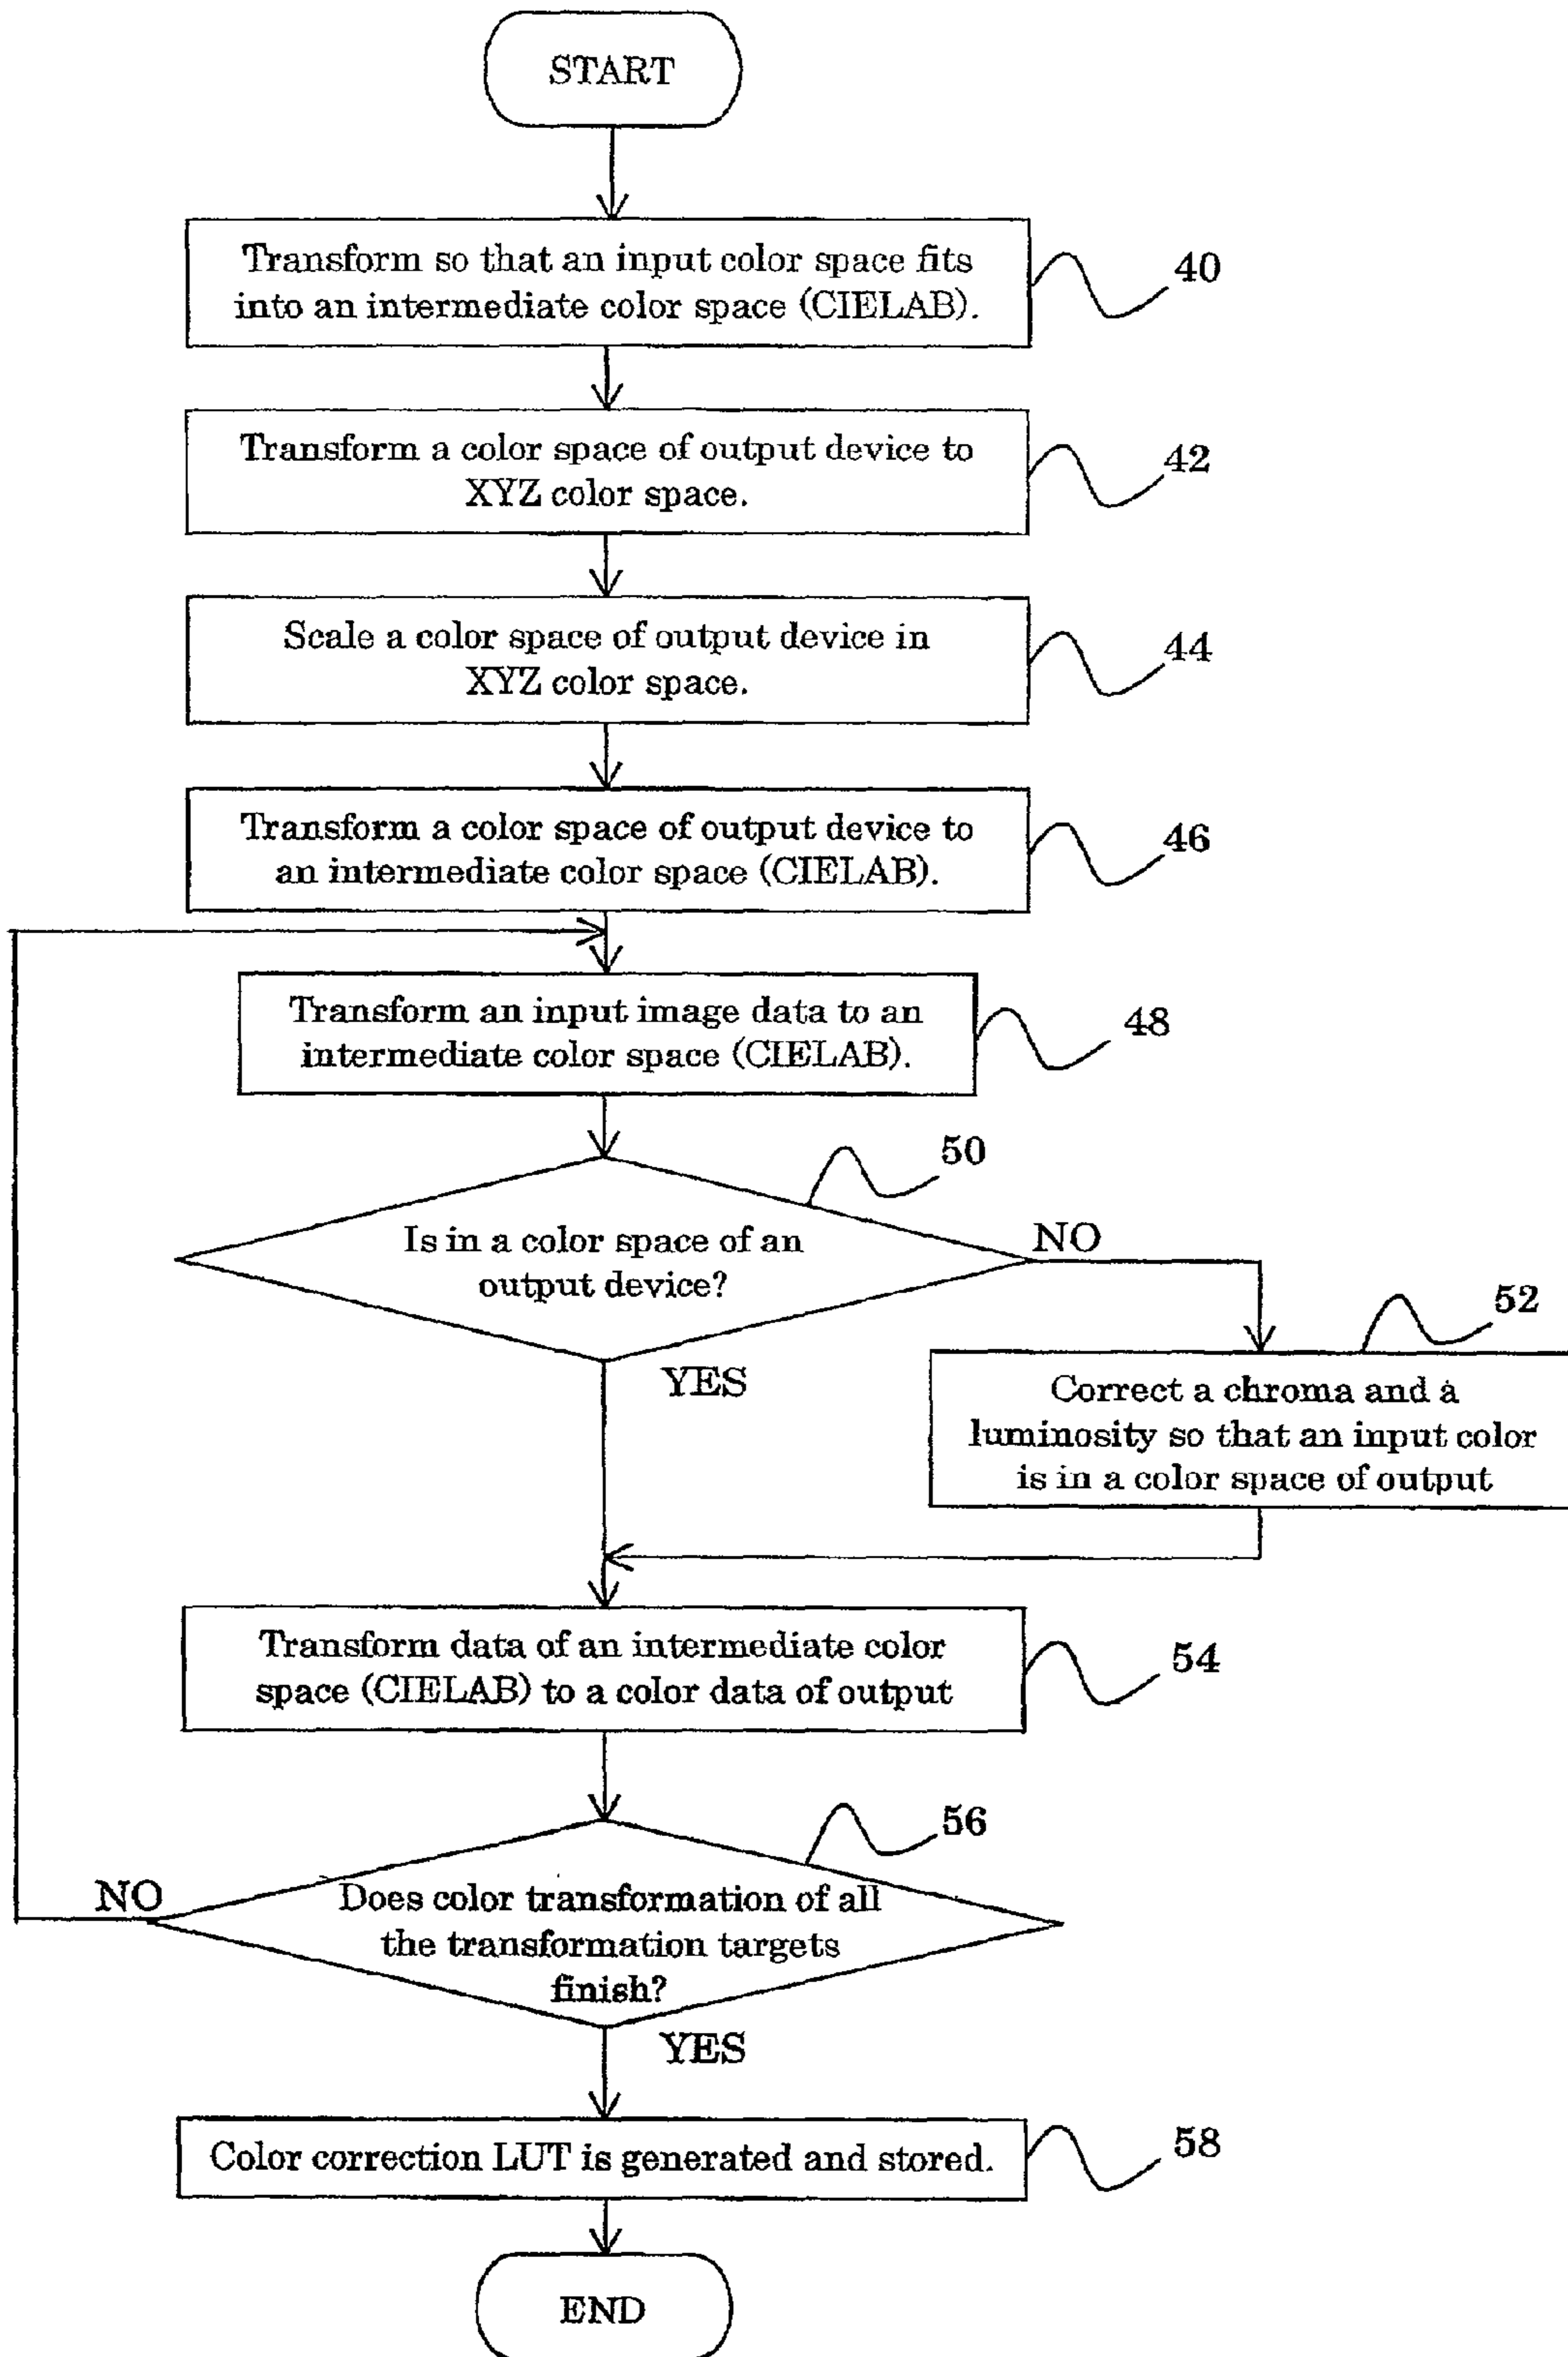 START
Transform so that an input color space fits
into an intermediate color space (CIELAB).
40
Transform a color space of output device to
XYZ color space.
42
Scale a color space of output device in
XYZ color space.
44
Transform a color space of output device to
an intermediate color space (CIELAB).
46
Transform an input image data to an
intermediate color space (CIELAB).
48
50
Is in a color space of an
output device?
NO
YES
52
Correct a chroma and a
luminosity so that an input color
is in a color space of output
Transform data of an intermediate color
space (CIELAB) to a color data of output
54
56
NO
Does color transformation of all
the transformation targets
finish?
YES
Color correction LUT is generated and stored.
58
END